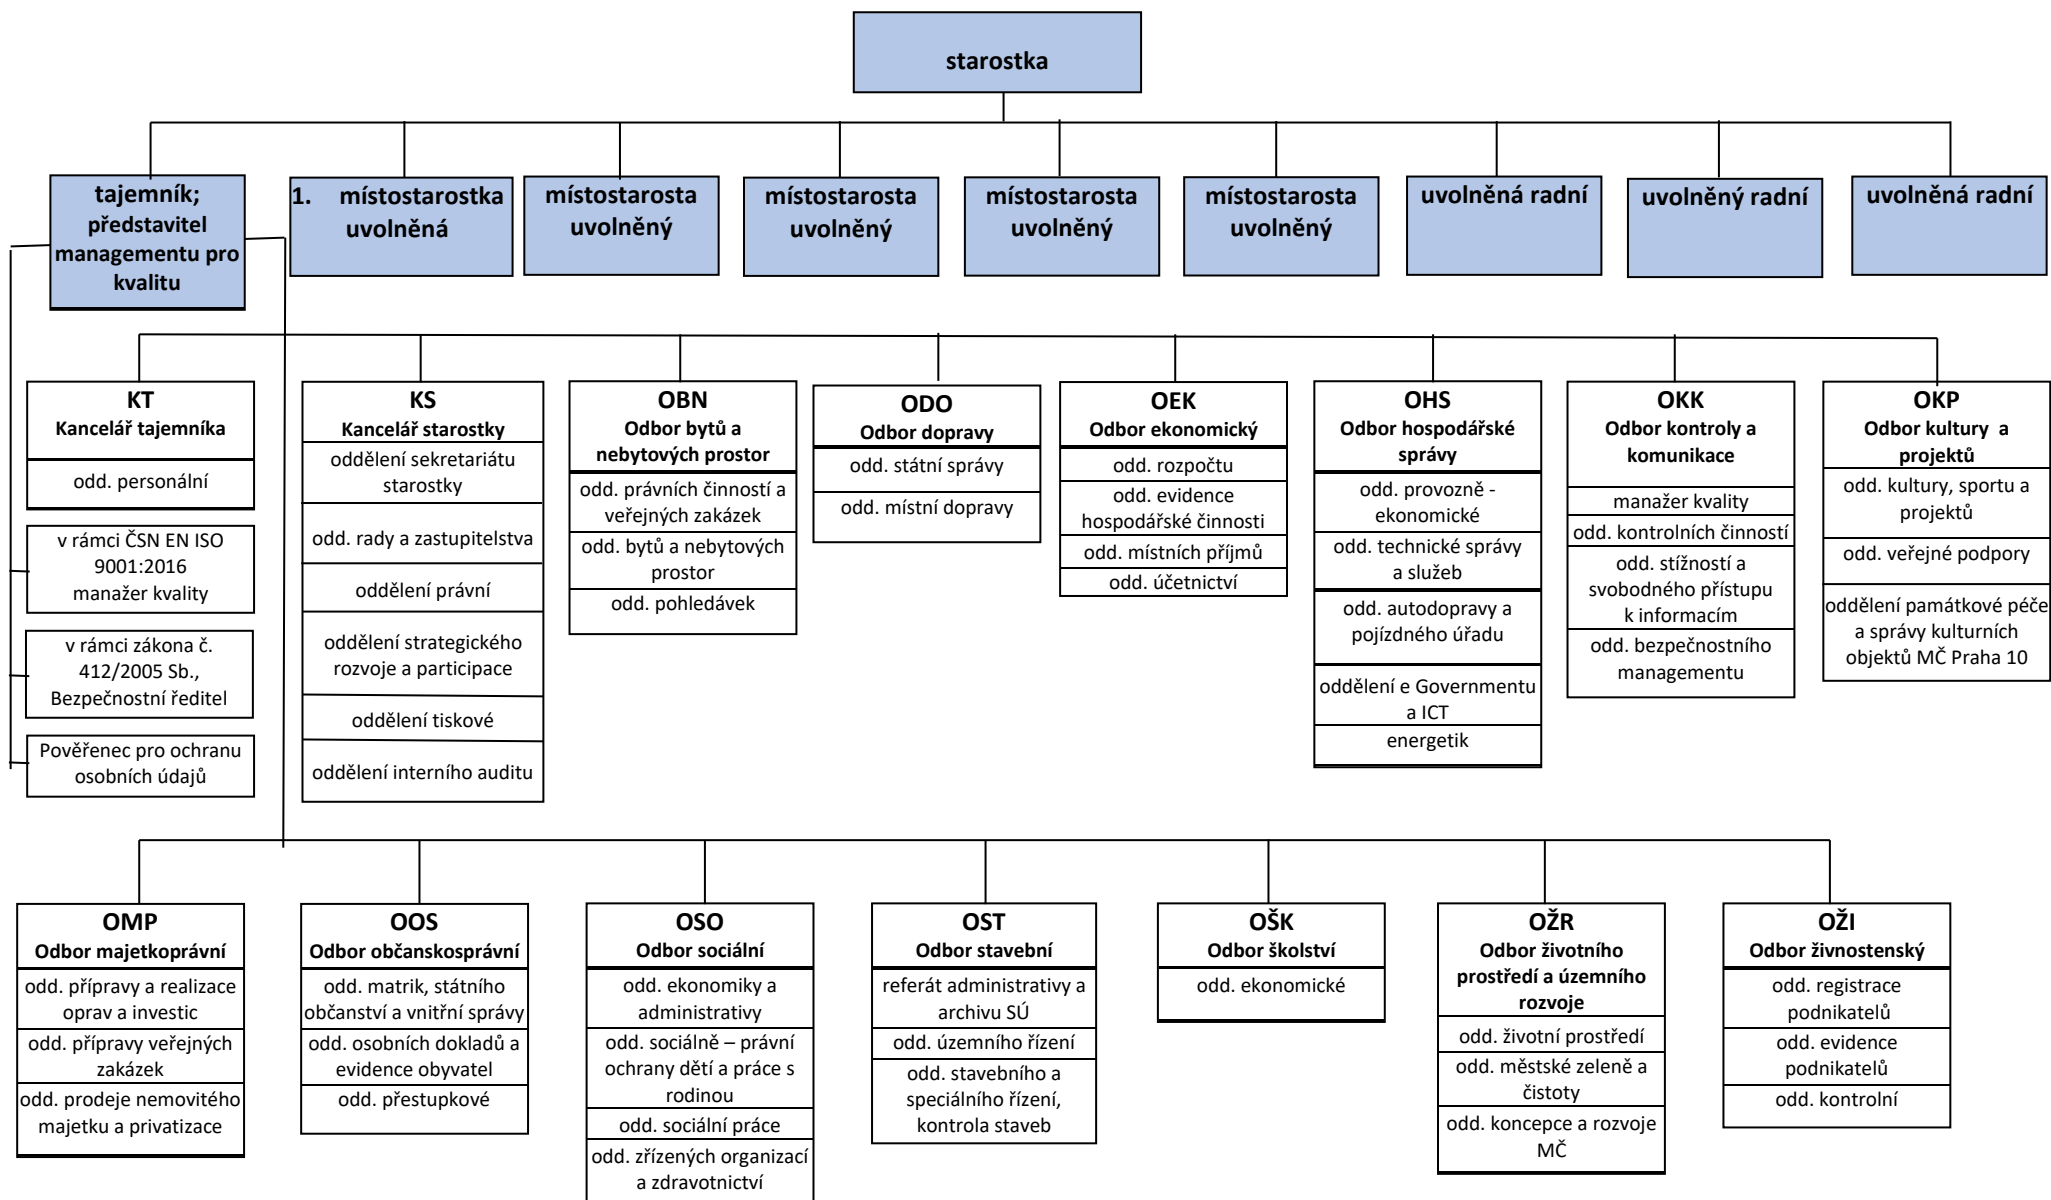 starostka
tajemník;
představitel
managementu pro
kvalitu
1. místostarostka
uvolněná
místostarosta
uvolněný
místostarosta
uvolněný
místostarosta
uvolněný
místostarosta
uvolněný
uvolněná radní
uvolněný radní
uvolněná radní
KT
Kancelář tajemníka
odd. personální
v rámci ČSN EN ISO
9001:2016
manažer kvality
v rámci zákona č.
412/2005 Sb.,
Bezpečnostní ředitel
Pověřenec pro ochranu
osobních údajů
KS
Kancelář starostky
oddělení sekretariátu
starostky
odd. rady a zastupitelstva
oddělení právní
oddělení strategického
rozvoje a participace
oddělení tiskové
oddělení interního auditu
OBN
Odbor bytů a
nebytových prostor
odd. právních činností a
veřejných zakázek
odd. bytů a nebytových
prostor
odd. pohledávek
ODO
Odbor dopravy
odd. státní správy
odd. místní dopravy
OEK
Odbor ekonomický
odd. rozpočtu
odd. evidence
hospodářské činnosti
odd. místních příjmů
odd. účetnictví
OHS
Odbor hospodářské
správy
odd. provozně -
ekonomické
odd. technické správy
a služeb
odd. autodopravy a
pojízdného úřadu
oddělení e Governmentu
a ICT
energetik
OKK
Odbor kontroly a
komunikace
manažer kvality
odd. kontrolních činností
odd. stížností a
svobodného přístupu
k informacím
odd. bezpečnostního
managementu
OKP
Odbor kultury a
projektů
odd. kultury, sportu a
projektů
odd. veřejné podpory
oddělení památkové péče
a správy kulturních
objektů MČ Praha 10
OMP
Odbor majetkoprávní
odd. přípravy a realizace
oprav a investic
odd. přípravy veřejných
zakázek
odd. prodeje nemovitého
majetku a privatizace
OOS
Odbor občanskosprávní
odd. matrik, státního
občanství a vnitřní správy
odd. osobních dokladů a
evidence obyvatel
odd. přestupkové
OSO
Odbor sociální
odd. ekonomiky a
administrativy
odd. sociálně – právní
ochrany dětí a práce s
rodinou
odd. sociální práce
odd. zřízených organizací
a zdravotnictví
OST
Odbor stavební
referát administrativy a
archivu SÚ
odd. územního řízení
odd. stavebního a
speciálního řízení,
kontrola staveb
OŠK
Odbor školství
odd. ekonomické
OŽR
Odbor životního
prostředí a územního
rozvoje
odd. životní prostředí
odd. městské zeleně a
čistoty
odd. koncepce a rozvoje
MČ
OŽI
Odbor živnostenský
odd. registrace
podnikatelů
odd. evidence
podnikatelů
odd. kontrolní